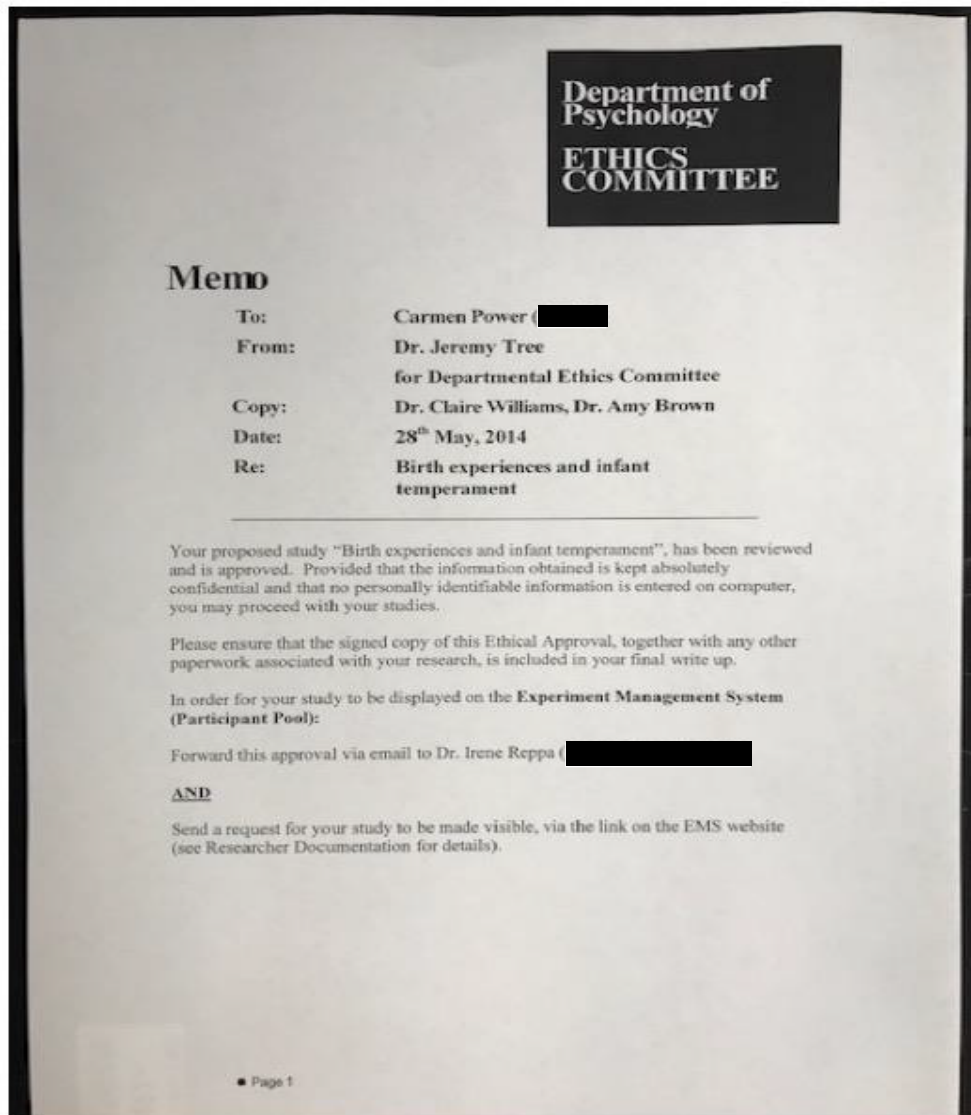 Department of
Psychology
ETHICS
COMMITTEE
Memo
To: Carmen Power (
From: Dr. Jeremy Tree
for Departmental Ethics Committee
Copy: Dr. Claire Williams, Dr. Amy Brown
Date: 28th May, 2014
Re: Birth experiences and infant
temperament
Your proposed study “Birth experiences and infant temperament”, has been reviewed
and is approved. Provided that the information obtained is kept absolutely
confidential and that no personally identifiable information is entered on computer,
you may proceed with your studies.
Please ensure that the signed copy of this Ethical Approval, together with any other
paperwork associated with your research, is included in your final write up.
In order for your study to be displayed on the Experiment Management System
(Participant Pool):
Forward this approval via email to Dr. Irene Reppa (
AND
Send a request for your study to be made visible, via the link on the EMS website
(see Researcher Documentation for details).
■ Page 1